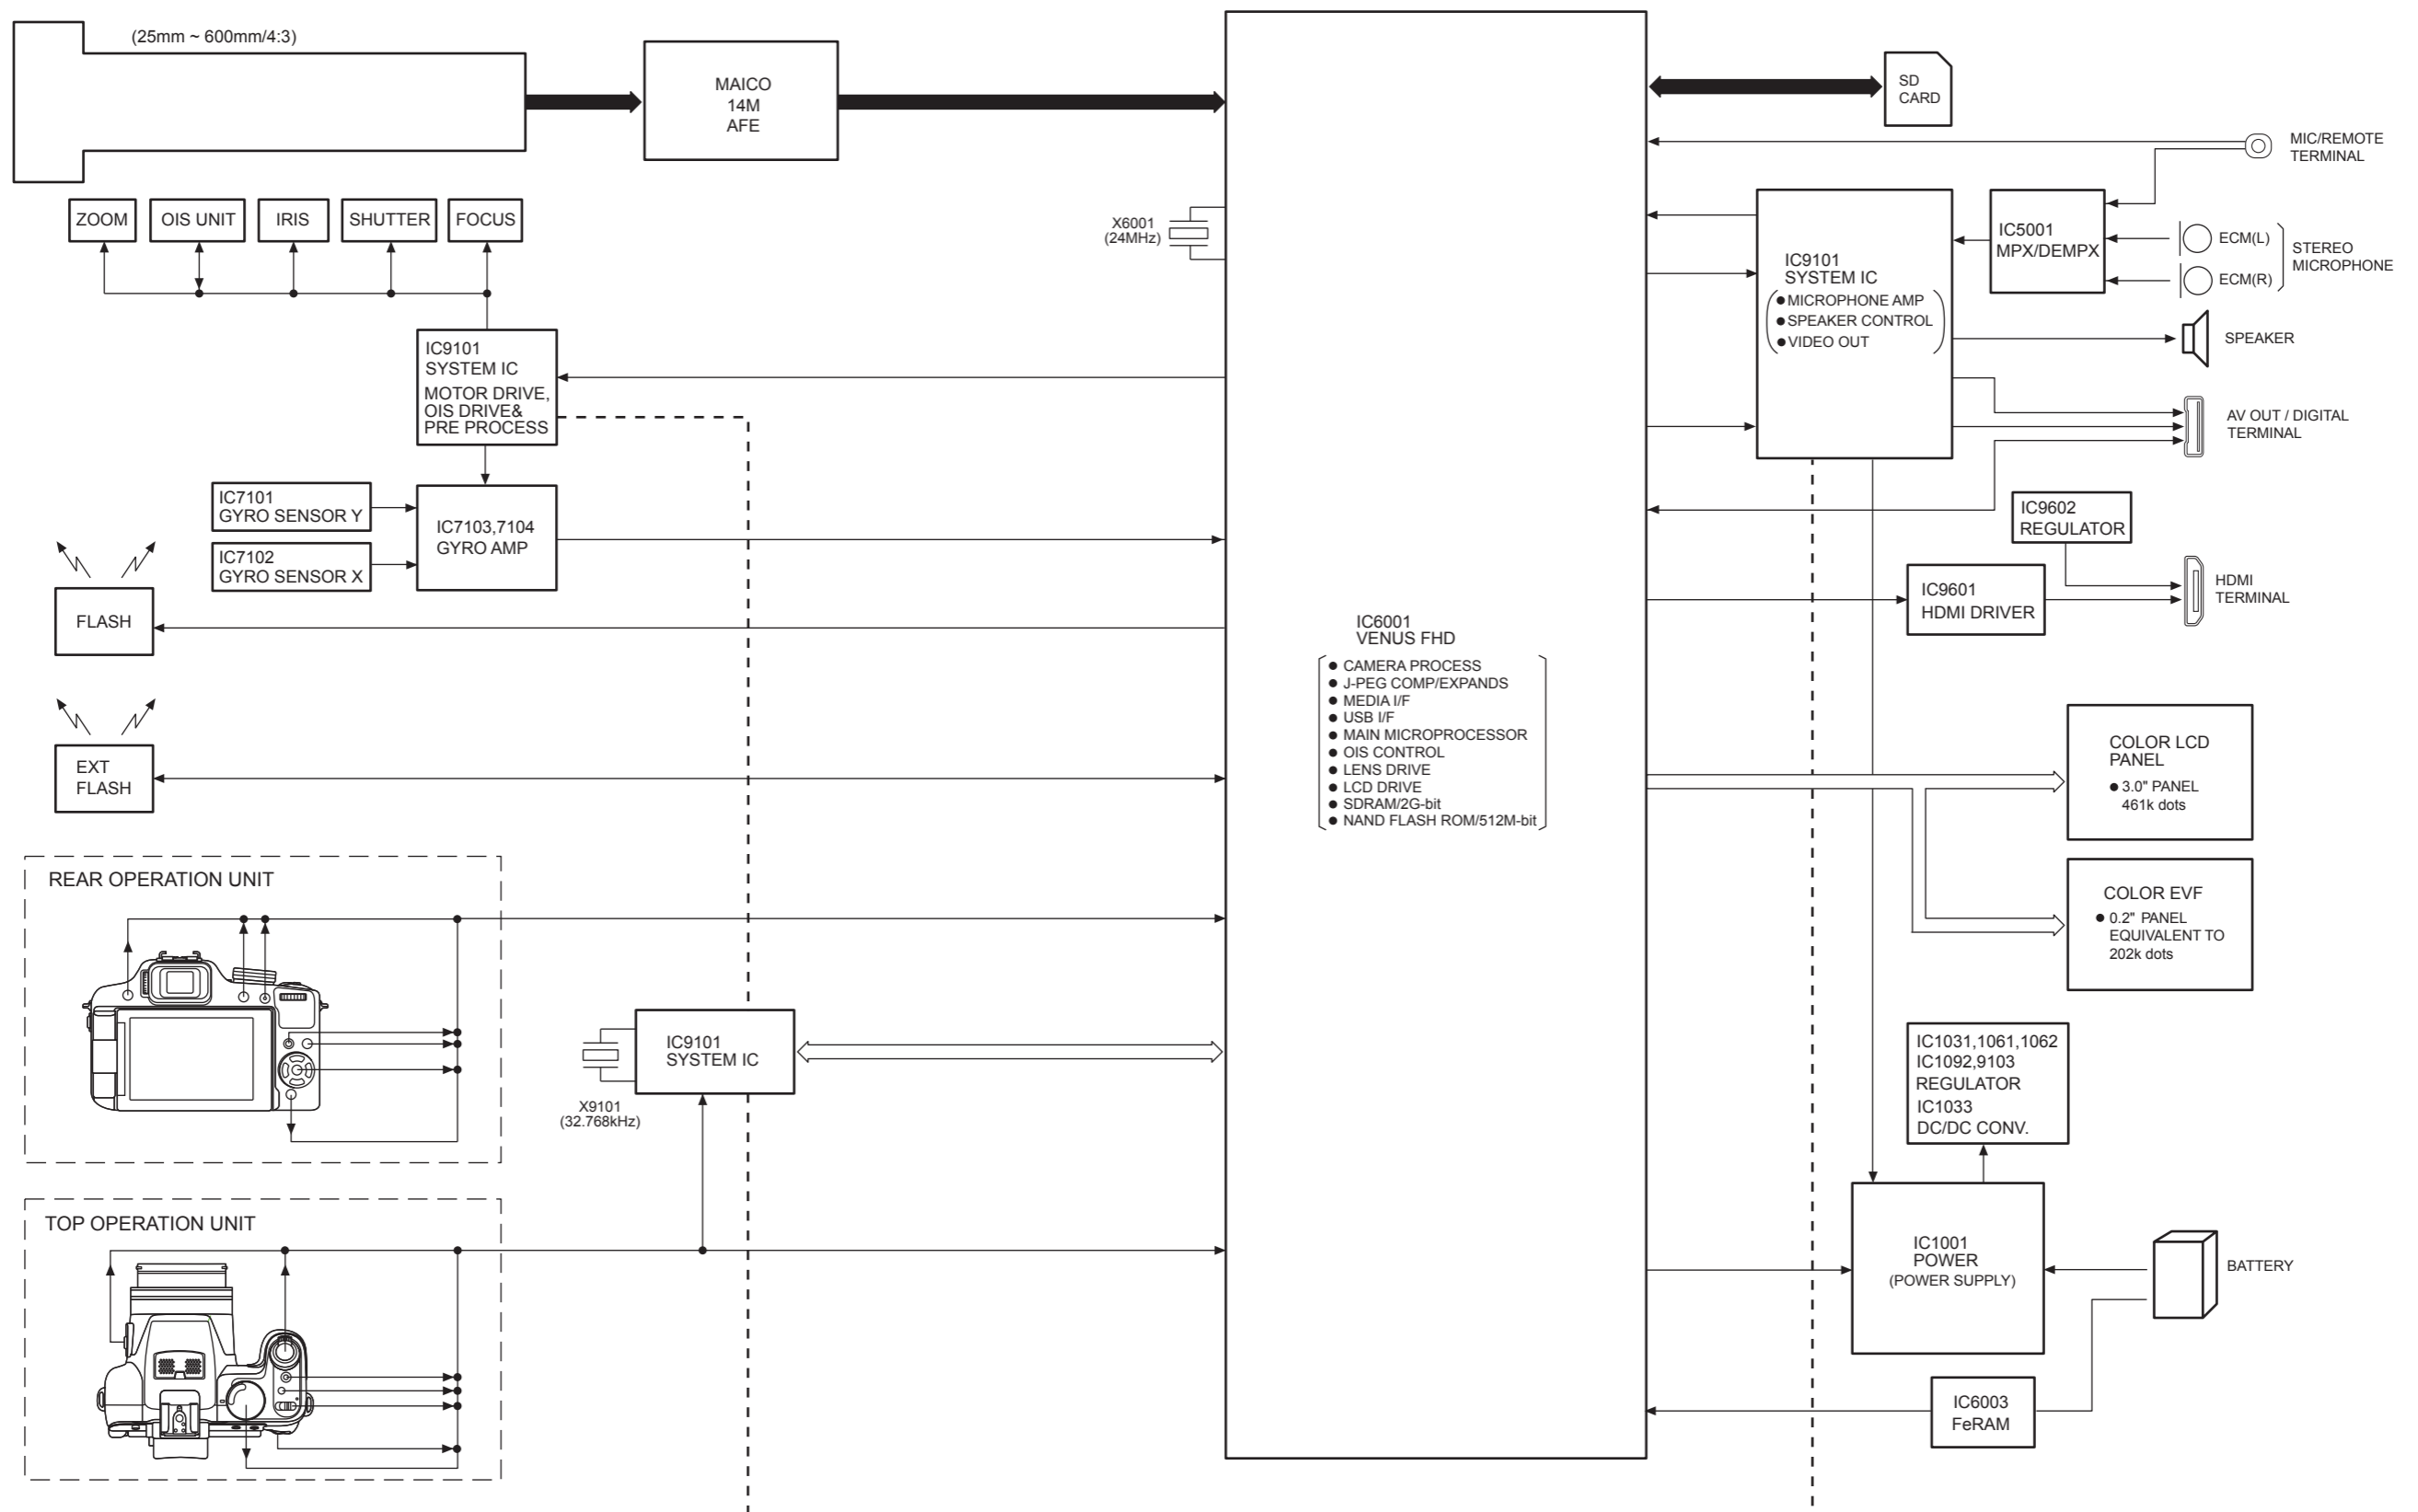 (25mm ~ 600mm/4:3)
MAICO
14M
AFE
SD
CARD
MIC/REMOTE
TERMINAL
ZOOM
OIS UNIT
IRIS
SHUTTER
FOCUS
X6001
(24MHz)
IC9101
SYSTEM IC
● MICROPHONE AMP
● SPEAKER CONTROL
● VIDEO OUT
IC5001
MPX/DEMPX
ECM(L)
ECM(R)
STEREO
MICROPHONE
SPEAKER
IC9101
SYSTEM IC
MOTOR DRIVE,
OIS DRIVE&
PRE PROCESS
AV OUT / DIGITAL
TERMINAL
IC7101
GYRO SENSOR Y
IC7102
GYRO SENSOR X
IC7103,7104
GYRO AMP
IC9602
REGULATOR
IC9601
HDMI DRIVER
HDMI
TERMINAL
FLASH
EXT
FLASH
IC6001
VENUS FHD
● CAMERA PROCESS
● J-PEG COMP/EXPANDS
● MEDIA I/F
● USB I/F
● MAIN MICROPROCESSOR
● OIS CONTROL
● LENS DRIVE
● LCD DRIVE
● SDRAM/2G-bit
● NAND FLASH ROM/512M-bit
COLOR LCD
PANEL
● 3.0" PANEL
461k dots
COLOR EVF
● 0.2" PANEL
EQUIVALENT TO
202k dots
REAR OPERATION UNIT
IC9101
SYSTEM IC
X9101
(32.768kHz)
IC1031,1061,1062
IC1092,9103
REGULATOR
IC1033
DC/DC CONV.
TOP OPERATION UNIT
IC1001
POWER
(POWER SUPPLY)
BATTERY
IC6003
FeRAM